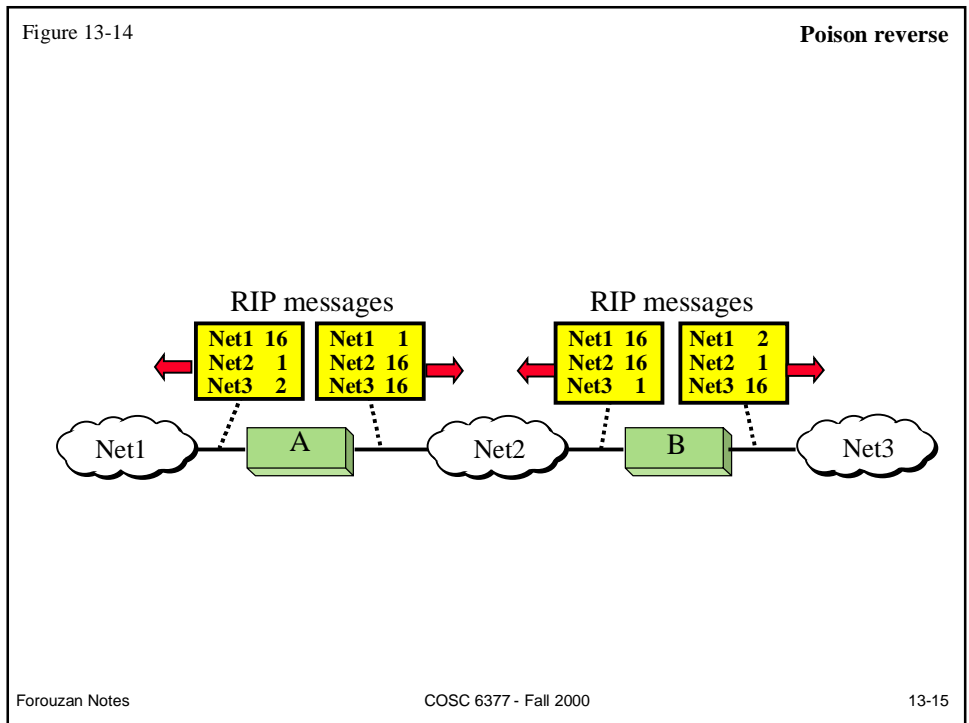 Figure 13-14
Poison reverse
RIP messages
RIP messages
Net1 16
Net2 1
Net3 2
Net1 1
Net2 16
Net3 16
Net1 16
Net2 16
Net3 1
Net1 2
Net2 1
Net3 16
Net1
A
Net2
B
Net3
Forouzan Notes
COSC 6377 - Fall 2000
13-15